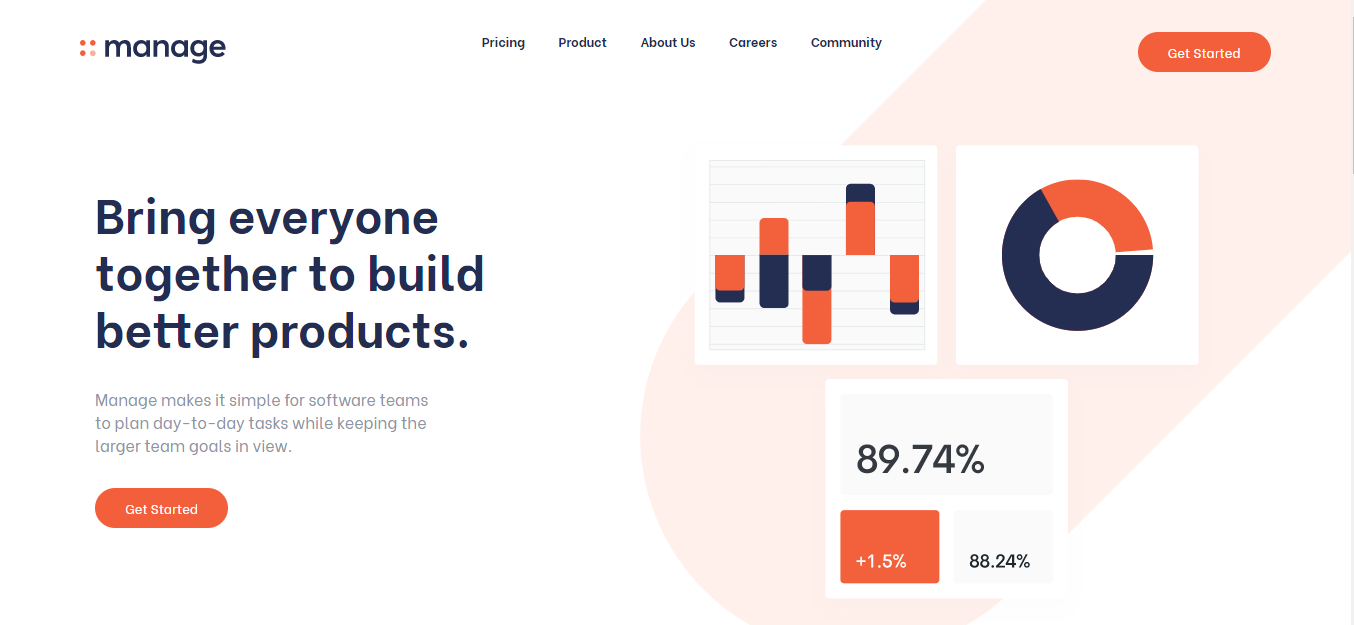 manage
Pricing
Product
About Us
Careers
Community
Get Started
Bring everyone
together to build
better products.
Manage makes it simple for software teams
to plan day-to-day tasks while keeping the
larger team goals in view.
Get Started
89.74%
+1.5%
88.24%